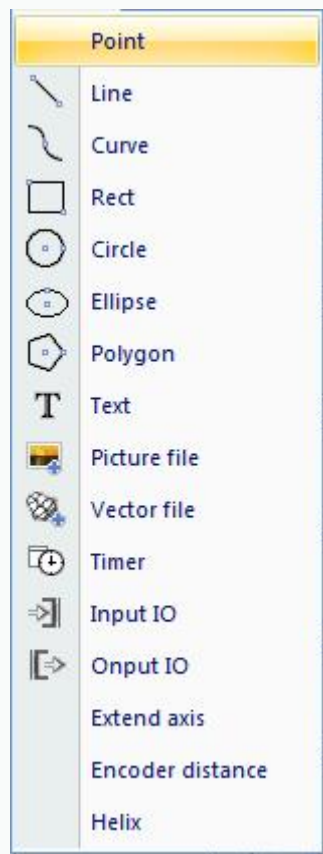 Point
Line
Curve
Rect
Circle
Ellipse
Polygon
Text
Picture file
Vector file
Timer
Input IO
Onput IO
Extend axis
Encoder distance
Helix